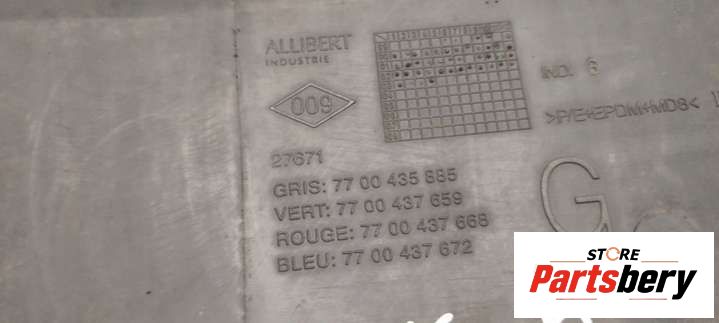 ALLIBERT
INDUSTRIE
009
IND. 6
>P/E+EPDM+MD8<
27671
GRIS: 77 00 435 885
VERT: 77 00 437 659
ROUGE: 77 00 437 668
BLEU: 77 00 437 672
G
STORE
Partsbery